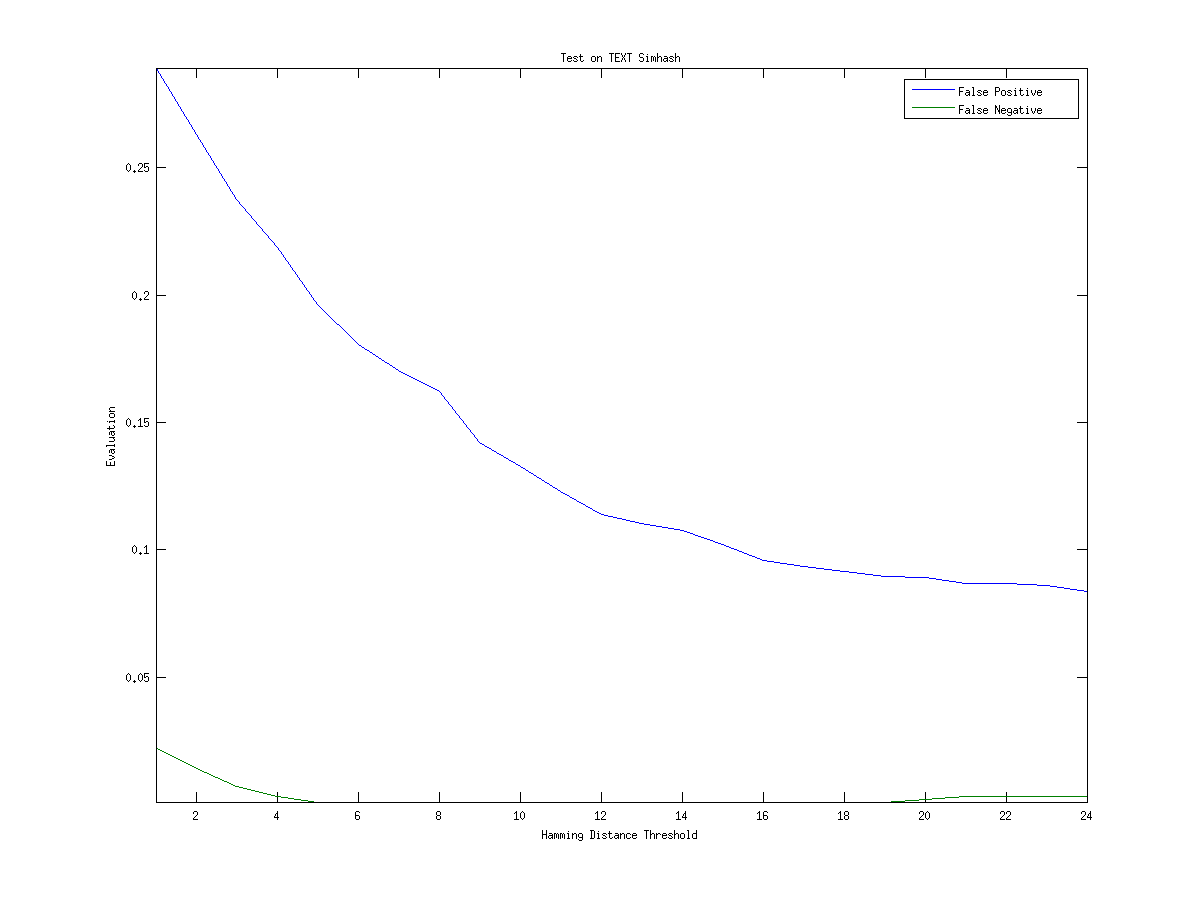 Test on TEXT Simhash
False Positive
False Negative
0.25
0.2
0.15
0.1
0.05
Evaluation
2 4 6 8 10 12 14 16 18 20 22 24
Hamming Distance Threshold